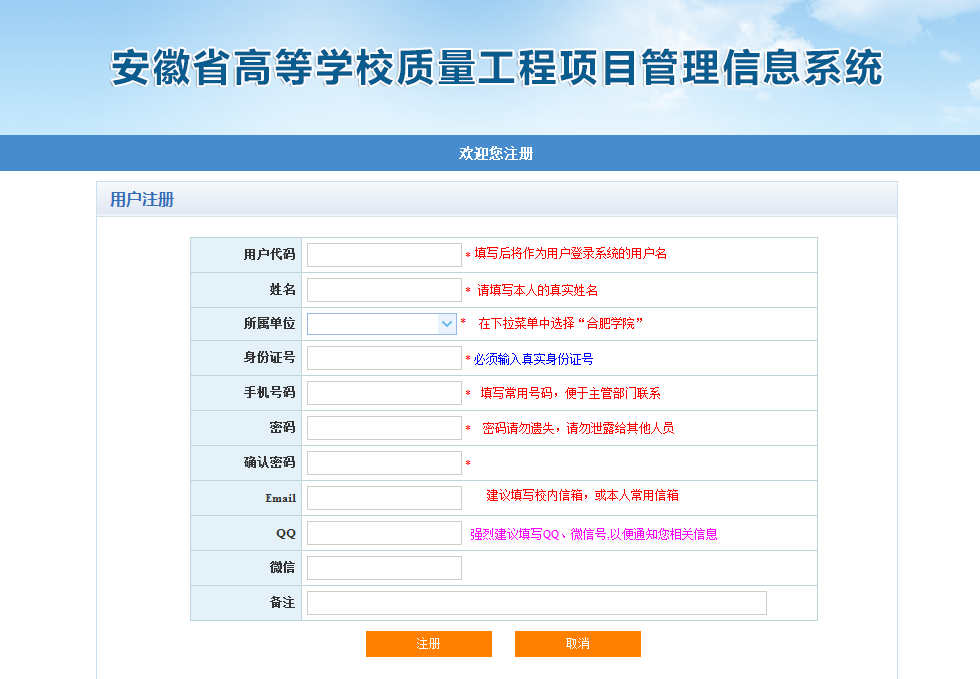 安徽省高等学校质量工程项目管理信息系统
欢迎您注册
用户注册
用户代码 * 填写后将作为用户登录系统的用户名
姓名 * 请填写本人的真实姓名
所属单位 * 在下拉菜单中选择“合肥学院”
身份证号 * 必须输入真实身份证号
手机号码 * 填写常用号码，便于主管部门联系
密码 * 密码请勿遗失，请勿泄露给其他人员
确认密码 *
Email 建议填写校内信箱，或本人常用信箱
QQ 强烈建议填写QQ、微信号,以便通知您相关信息
微信
备注
注册 取消